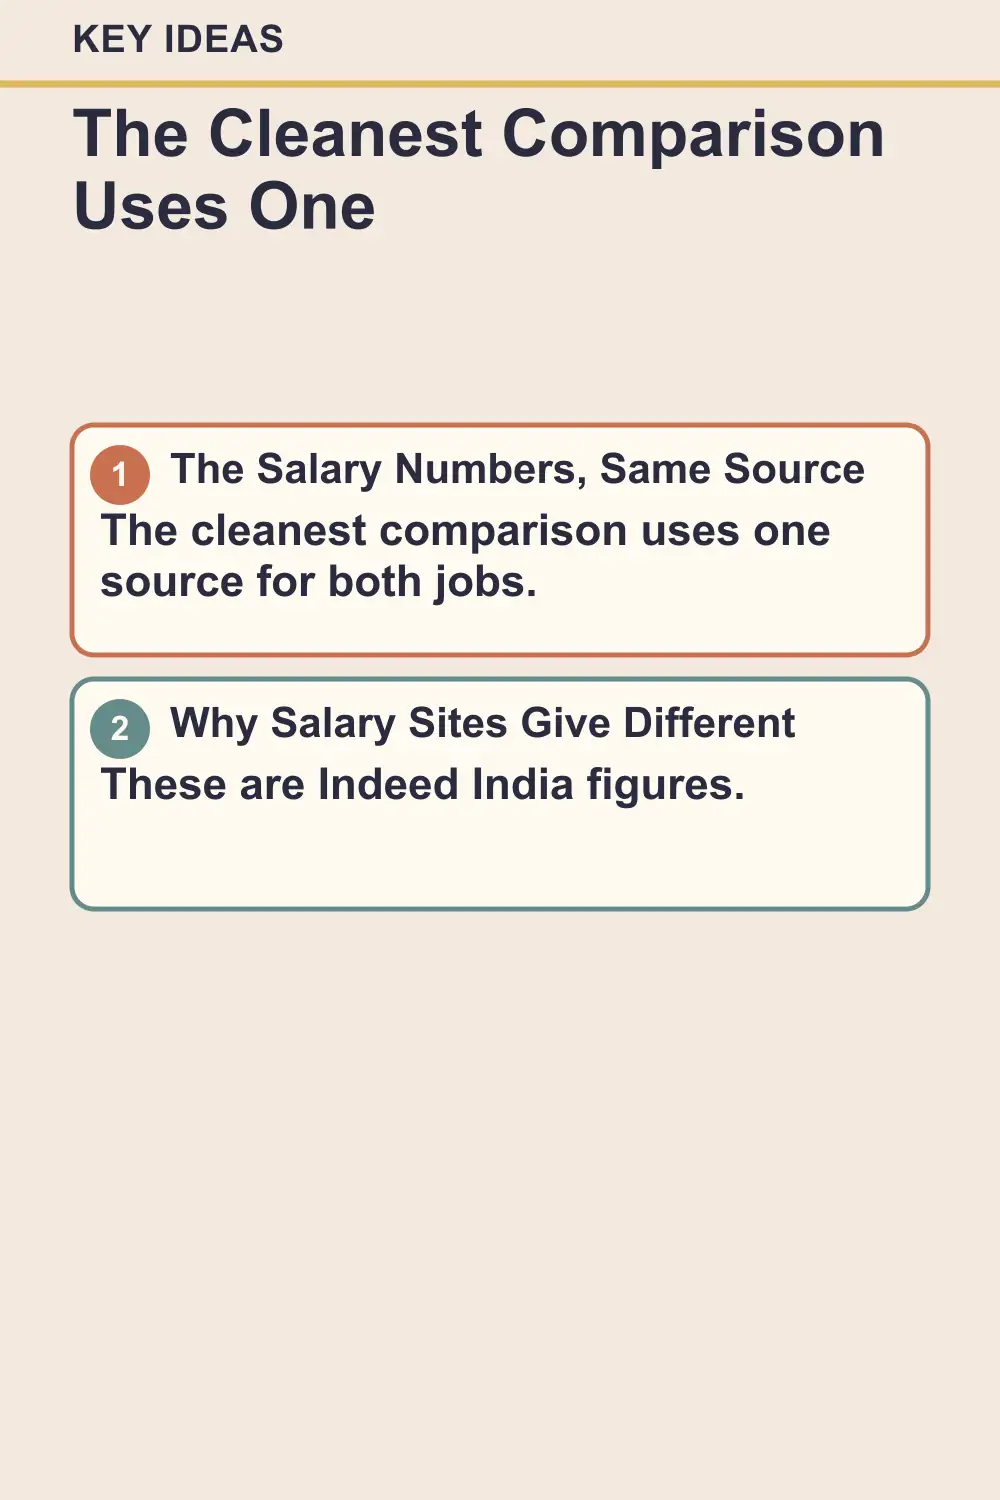 KEY IDEAS
The Cleanest Comparison
Uses One
1 The Salary Numbers, Same Source
The cleanest comparison uses one
source for both jobs.
2 Why Salary Sites Give Different
These are Indeed India figures.